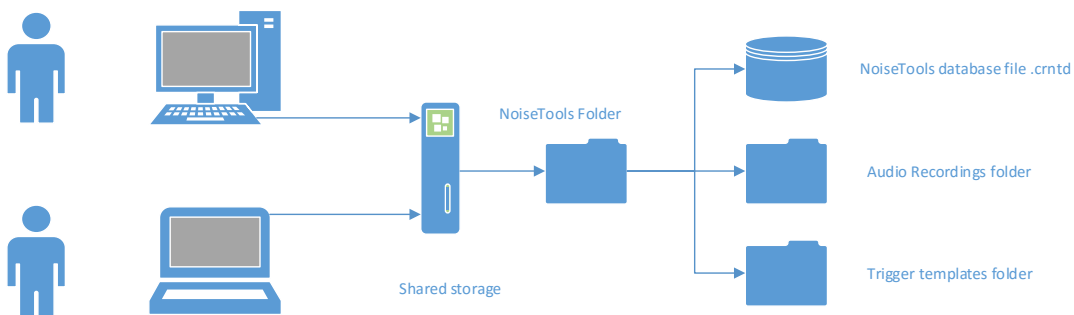 NoiseTools database file .crntd
NoiseTools Folder
Audio Recordings folder
Trigger templates folder
Shared storage